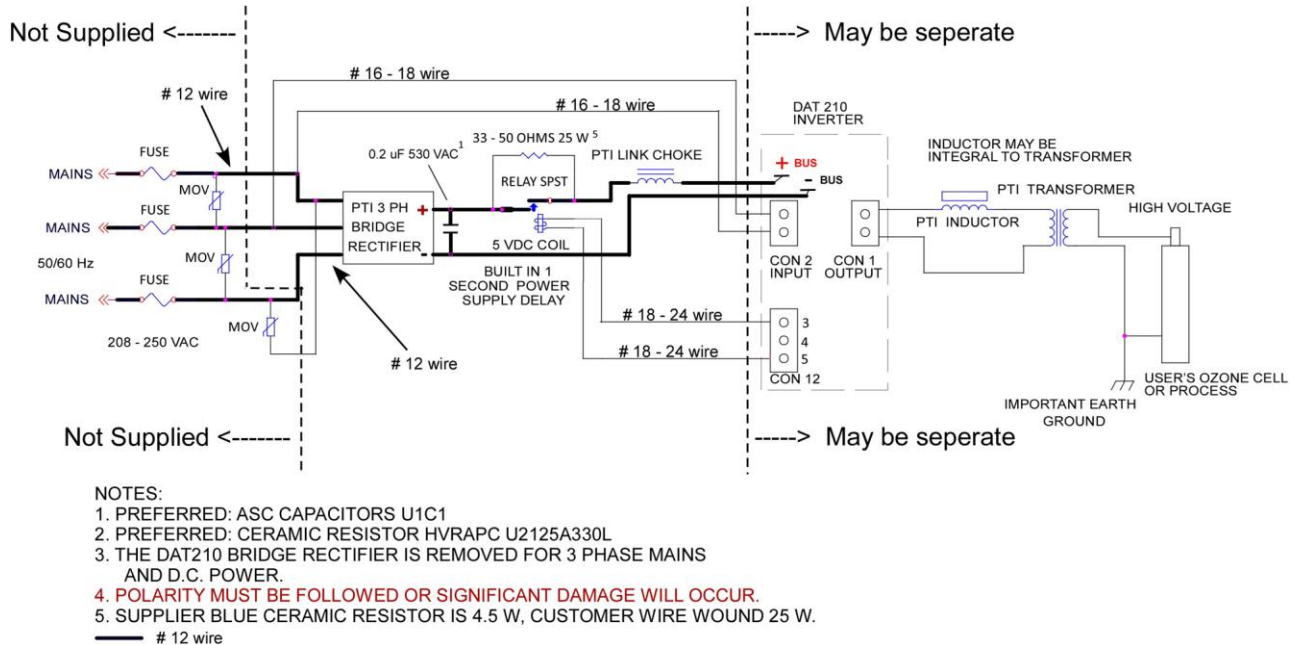 Not Supplied <-------
-----> May be seperate
# 16 - 18 wire
# 12 wire
# 16 - 18 wire
DAT 210
INVERTER
FUSE
0.2 uF 530 VAC 1
33 - 50 OHMS 25 W 5
PTI LINK CHOKE
INDUCTOR MAY BE
INTEGRAL TO TRANSFORMER
MAINS
MOV
RELAY SPST
+ BUS
- BUS
PTI TRANSFORMER
FUSE
PTI 3 PH +
BRIDGE
RECTIFIER -
HIGH VOLTAGE
MAINS
PTI INDUCTOR
5 VDC COIL
MOV
50/60 Hz
CON 2
INPUT
CON 1
OUTPUT
FUSE
BUILT IN 1
SECOND POWER
SUPPLY DELAY
MAINS
MOV
# 18 - 24 wire
3
208 - 250 VAC
4
# 12 wire
# 18 - 24 wire
5
CON 12
USER'S OZONE CELL
OR PROCESS
IMPORTANT EARTH
GROUND
Not Supplied <-------
-----> May be seperate
NOTES:
1. PREFERRED: ASC CAPACITORS U1C1
2. PREFERRED: CERAMIC RESISTOR HVRAPC U2125A330L
3. THE DAT210 BRIDGE RECTIFIER IS REMOVED FOR 3 PHASE MAINS
AND D.C. POWER.
4. POLARITY MUST BE FOLLOWED OR SIGNIFICANT DAMAGE WILL OCCUR.
5. SUPPLIER BLUE CERAMIC RESISTOR IS 4.5 W, CUSTOMER WIRE WOUND 25 W.
# 12 wire